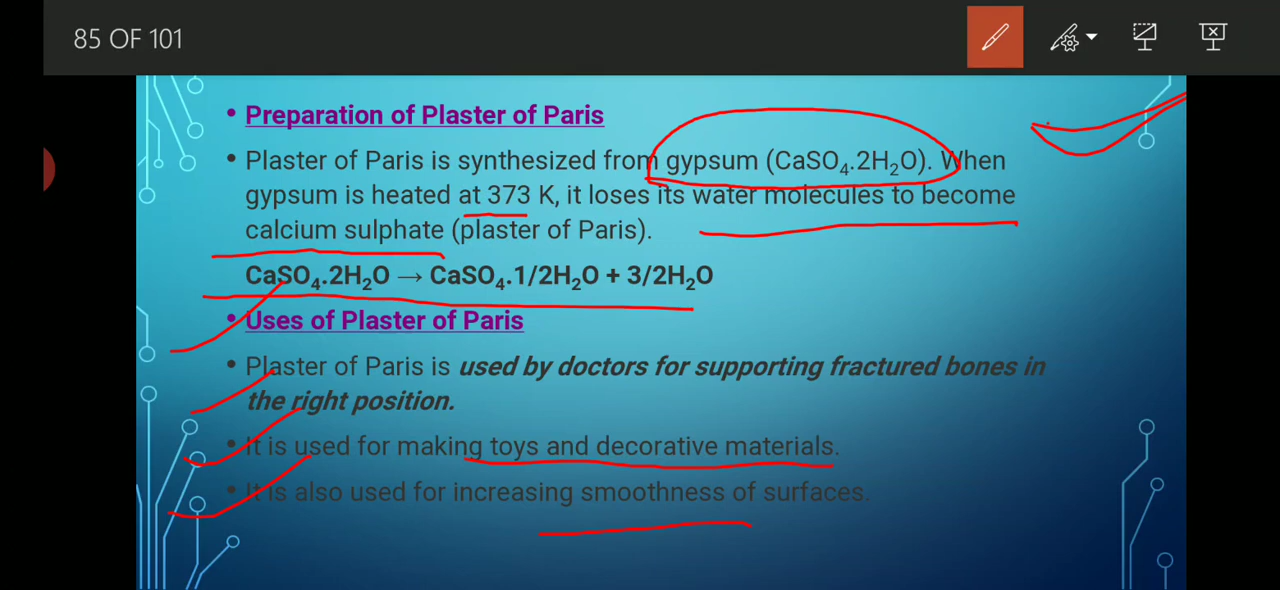 85 OF 101
• Preparation of Plaster of Paris
• Plaster of Paris is synthesized from gypsum (CaSO₄.2H₂O). When
gypsum is heated at 373 K, it loses its water molecules to become
calcium sulphate (plaster of Paris).
CaSO₄.2H₂O → CaSO₄.1/2H₂O + 3/2H₂O
• Uses of Plaster of Paris
• Plaster of Paris is used by doctors for supporting fractured bones in
the right position.
• It is used for making toys and decorative materials.
• It is also used for increasing smoothness of surfaces.